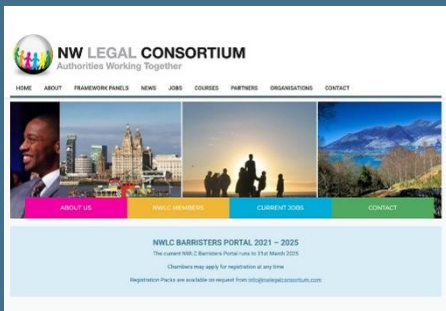 NW LEGAL CONSORTIUM
Authorities Working Together
HOME ABOUT FRAMEWORK PANELS NEWS JOBS COURSES PARTNERS ORGANISATIONS CONTACT
ABOUT US NWLC MEMBERS CURRENT JOBS CONTACT
NWLC BARRISTERS PORTAL 2021 – 2025
The current NWLC Barristers Portal runs to 31st March 2025
Chambers may apply for registration at any time
Registration Packs are available on request from info@nwlegalconsortium.com